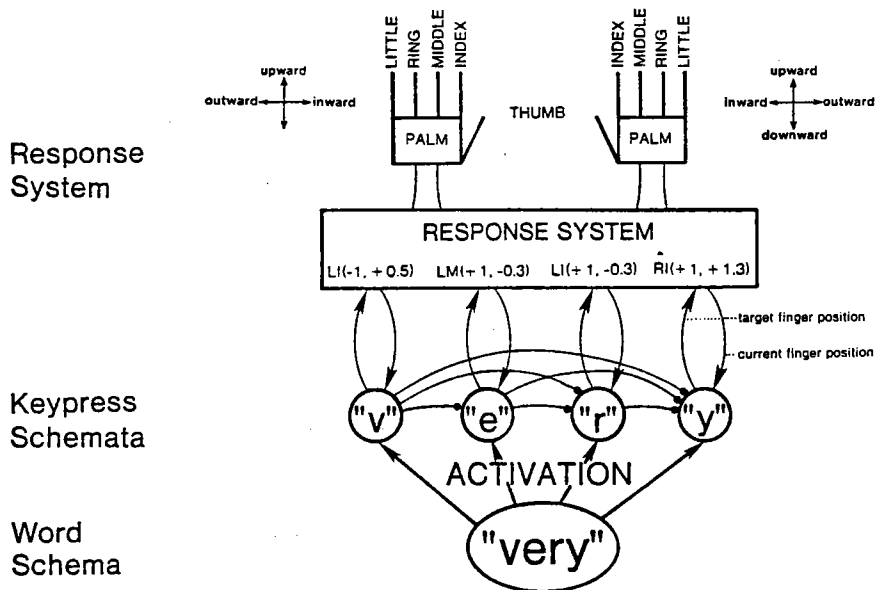 LITTLE RING MIDDLE INDEX
INDEX MIDDLE RING LITTLE
upward
outward inward
THUMB
upward
inward outward
downward
PALM
PALM
Response
System
RESPONSE SYSTEM
LI(-1, +0.5) LM(+1, -0.3) LI(+1, -0.3) RI(+1, +1.3)
target finger position
current finger position
Keypress
Schemata
"v" "e" "r" "y"
ACTIVATION
Word
Schema
"very"